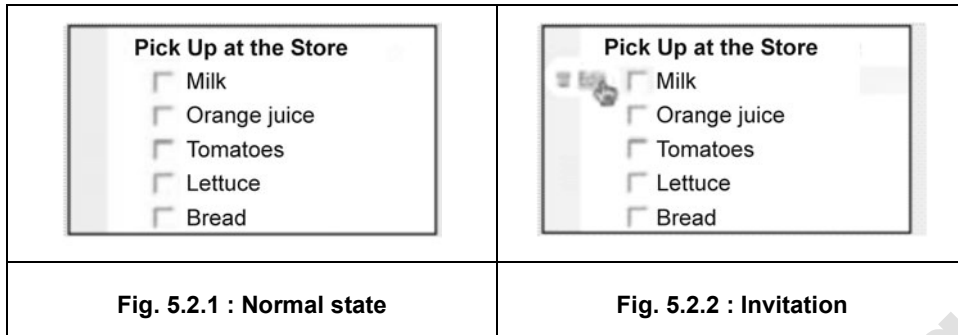 Pick Up at the Store
Milk
Orange juice
Tomatoes
Lettuce
Bread
Pick Up at the Store
Milk
Orange juice
Tomatoes
Lettuce
Bread
Fig. 5.2.1 : Normal state
Fig. 5.2.2 : Invitation